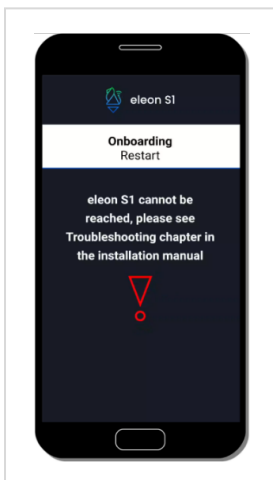 eleon S1
Onboarding
Restart
eleon S1 cannot be
reached, please see
Troubleshooting chapter in
the installation manual